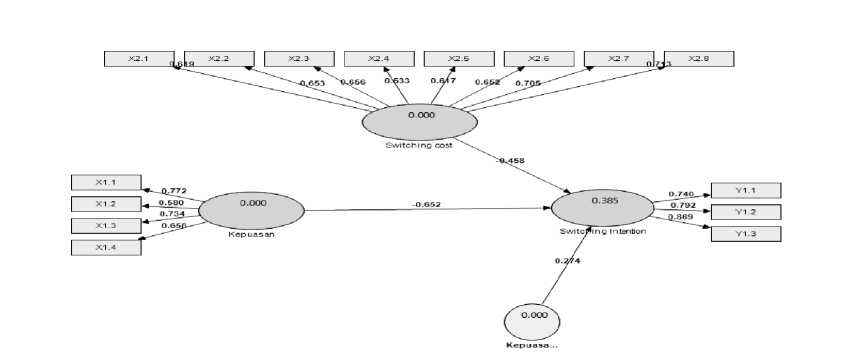 X2.1 X2.2 X2.3 X2.4 X2.5 X2.6 X2.7 X2.8
0.619 0.653 0.656 0.533 0.617 0.652 0.705 0.713
0.000
Switching cost
-0.458
X1.1
X1.2
X1.3
X1.4
0.772
0.580
0.734
0.656
0.000
Kepuasan
-0.652
0.385
Switching Intention
0.740
0.792
0.869
Y1.1
Y1.2
Y1.3
0.274
0.000
Kepuasa...